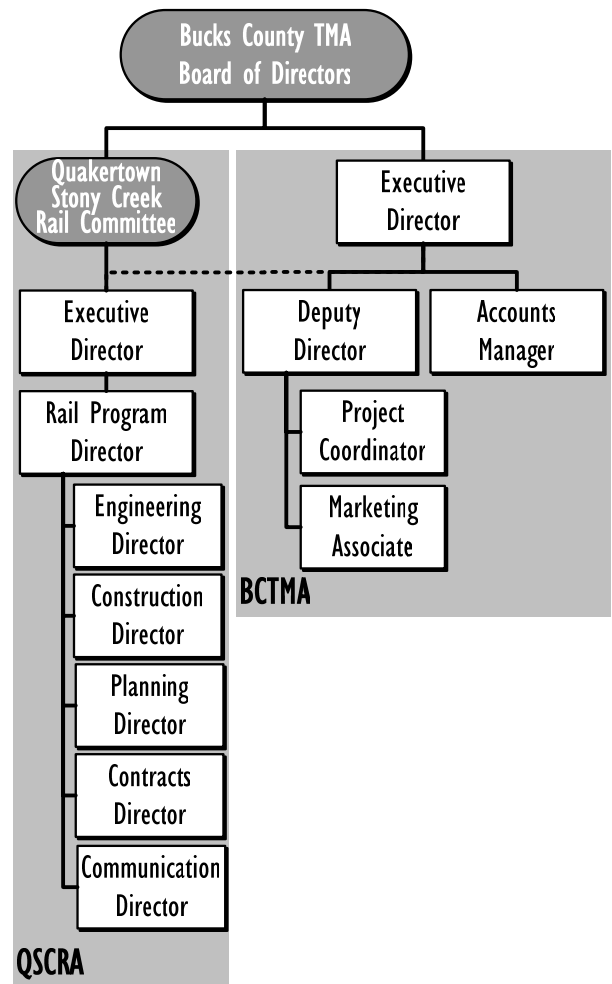 Bucks County TMA
Board of Directors
Quakertown
Stony Creek
Rail Committee
Executive
Director
Executive
Director
Deputy
Director
Accounts
Manager
Rail Program
Director
Project
Coordinator
Engineering
Director
Marketing
Associate
Construction
Director
BCTMA
Planning
Director
Contracts
Director
Communication
Director
QSCRA